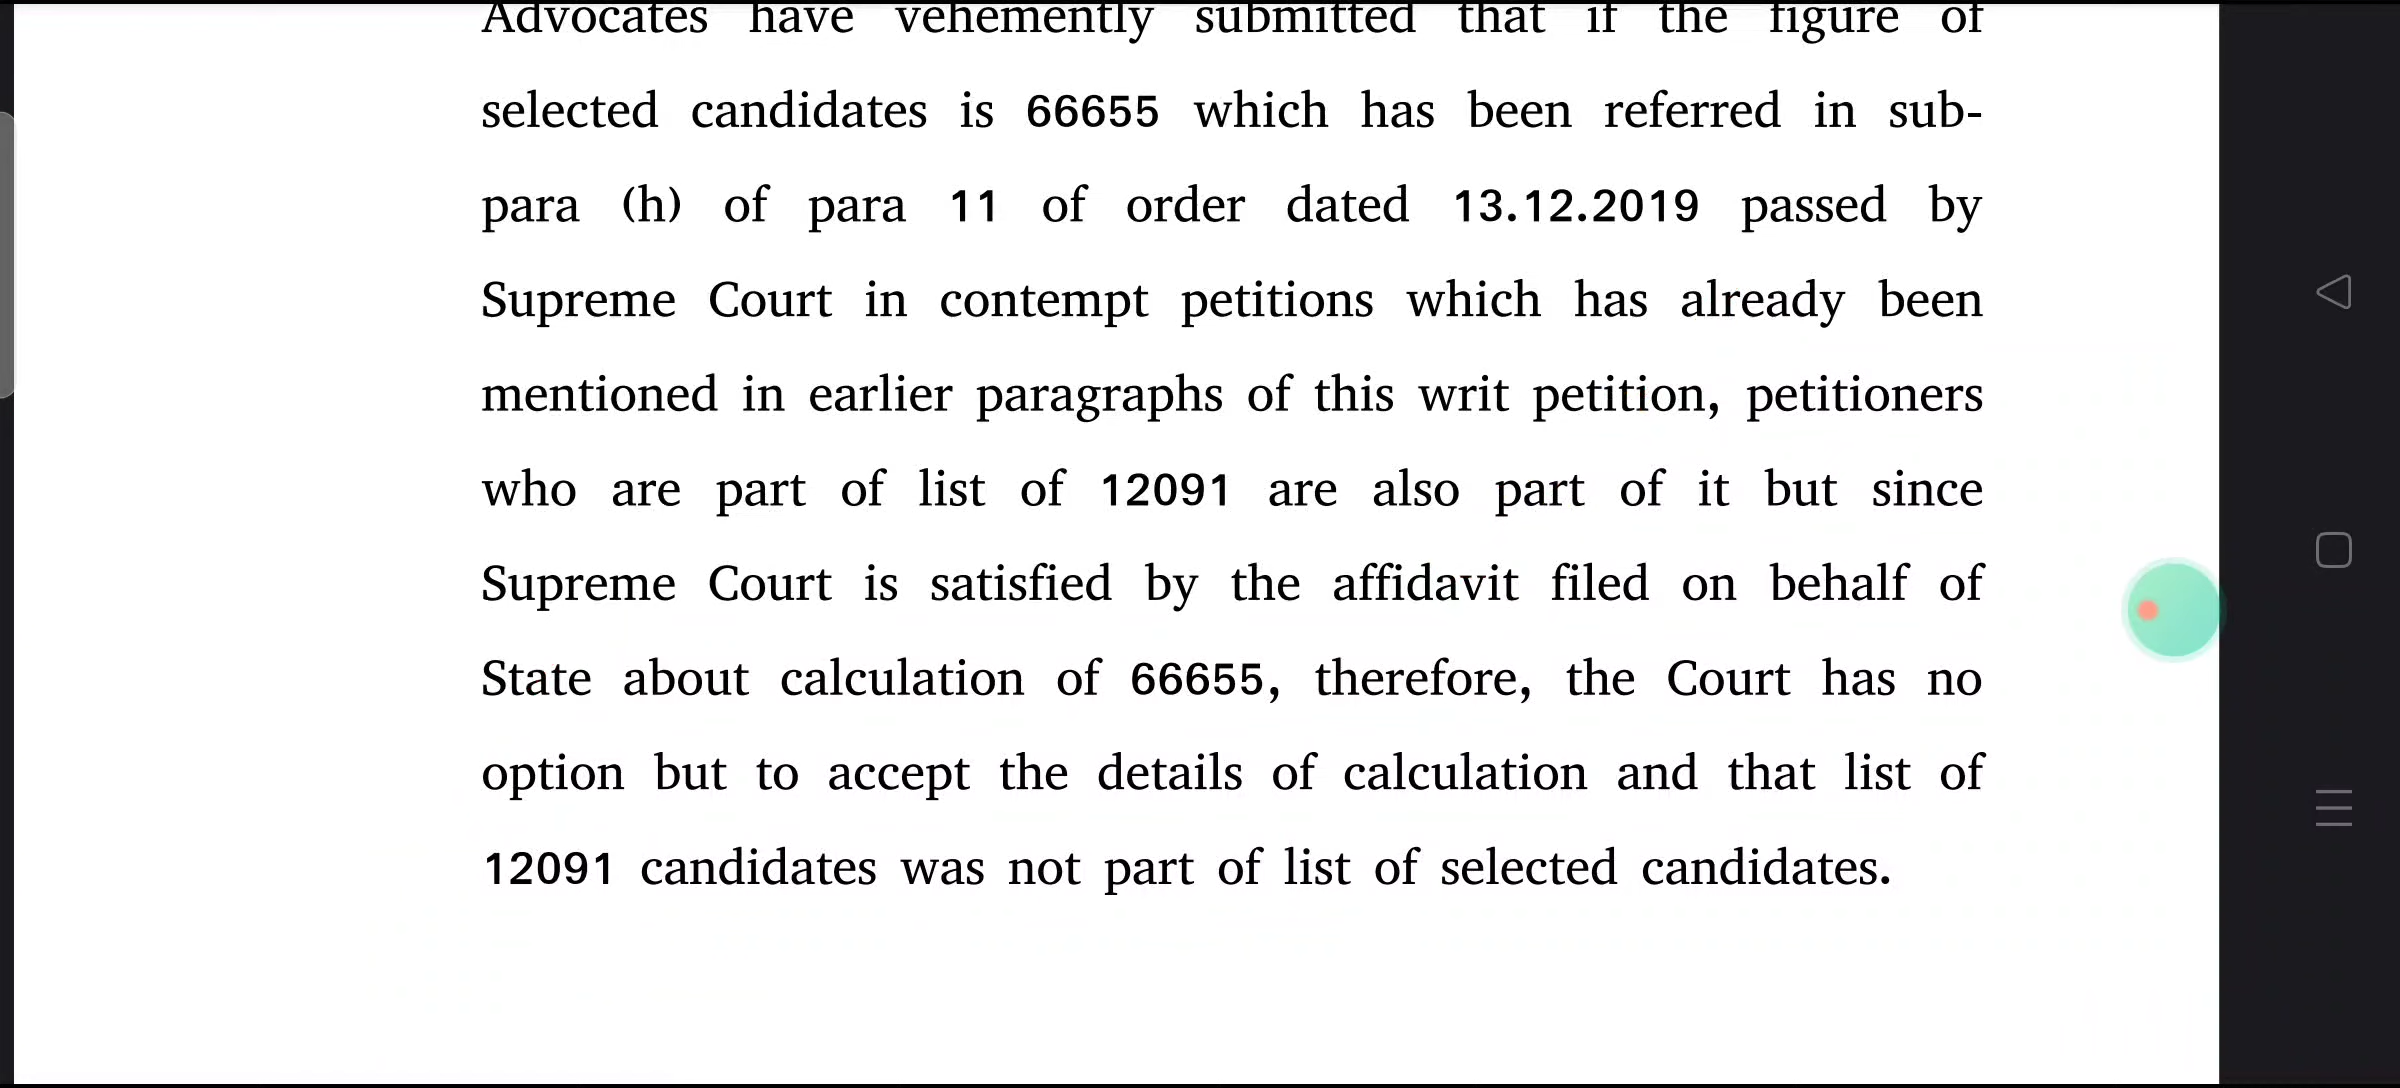 Advocates have vehemently submitted that if the figure of
selected candidates is 66655 which has been referred in sub-
para (h) of para 11 of order dated 13.12.2019 passed by
Supreme Court in contempt petitions which has already been
mentioned in earlier paragraphs of this writ petition, petitioners
who are part of list of 12091 are also part of it but since
Supreme Court is satisfied by the affidavit filed on behalf of
State about calculation of 66655, therefore, the Court has no
option but to accept the details of calculation and that list of
12091 candidates was not part of list of selected candidates.